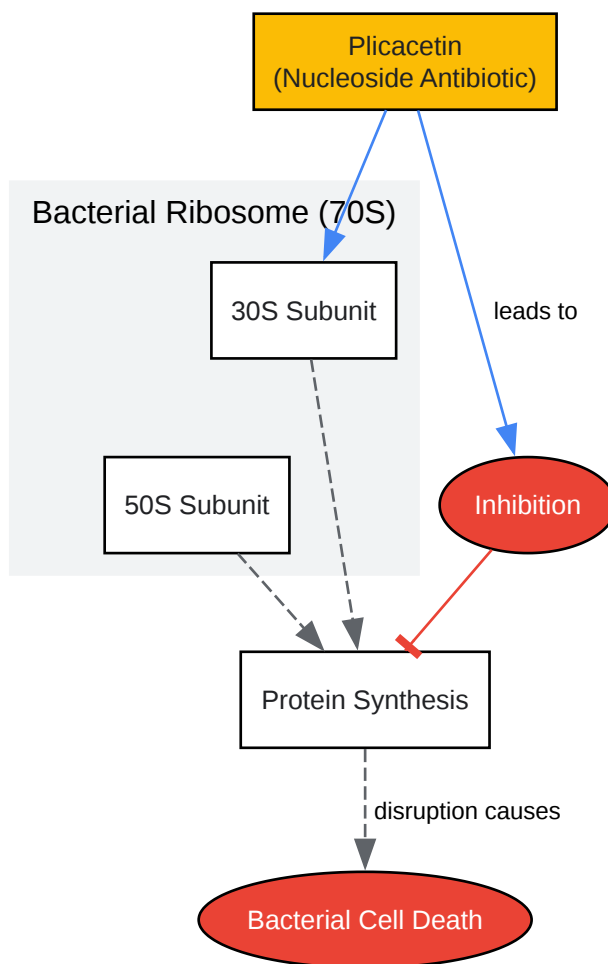 Plicacetin
(Nucleoside Antibiotic)
Bacterial Ribosome (70S)
30S Subunit
leads to
50S Subunit
Inhibition
Protein Synthesis
disruption causes
Bacterial Cell Death